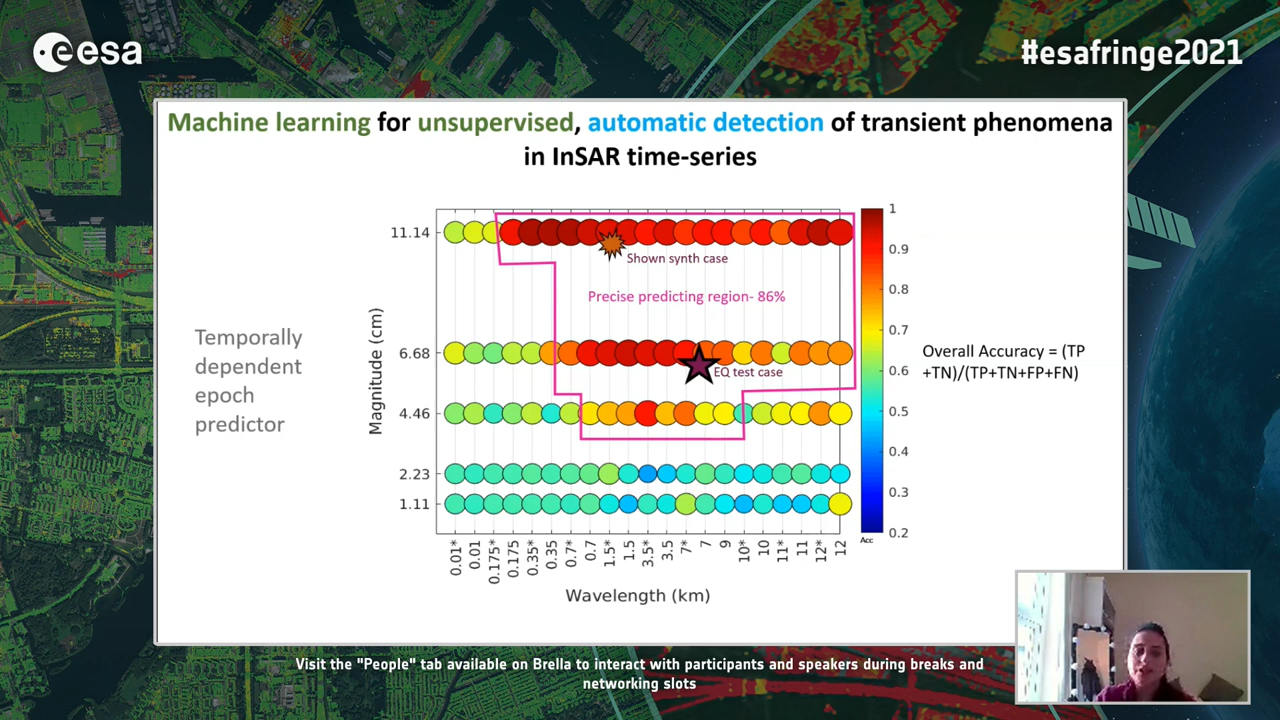 esa
#esafringe2021
Machine learning for unsupervised, automatic detection of transient phenomena
in InSAR time-series
Temporally
dependent
epoch
predictor
Magnitude (cm)
11.14
6.68
4.46
2.23
1.11
Shown synth case
Precise predicting region- 86%
EQ test case
0.01*
0.01
0.175*
0.175
0.35*
0.35
0.7*
0.7
1.5*
1.5
3.5*
3.5
7*
7
9
10*
10
11*
11
12*
12
Wavelength (km)
1
0.9
0.8
0.7
0.6
0.5
0.4
0.3
0.2
Acc
Overall Accuracy = (TP
+TN)/(TP+TN+FP+FN)
Visit the "People" tab available on Brella to interact with participants and speakers during breaks and
networking slots